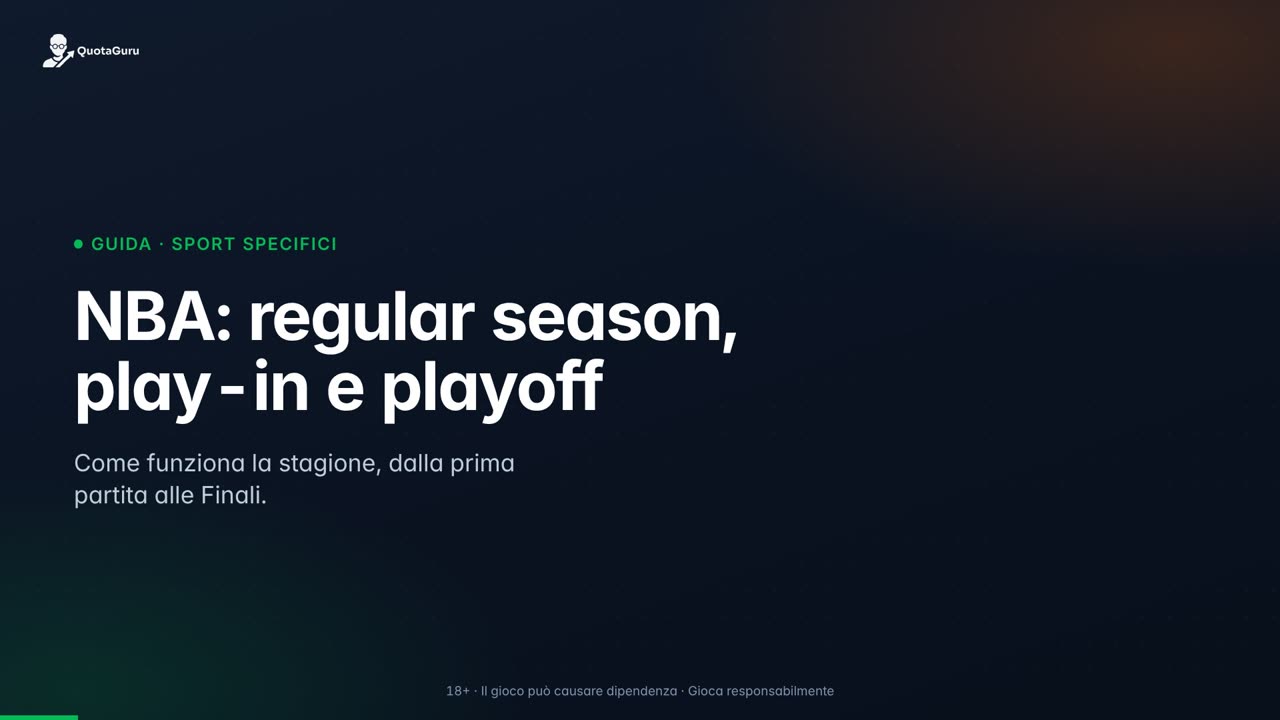 QuotaGuru
GUIDA · SPORT SPECIFICI
NBA: regular season,
play-in e playoff
Come funziona la stagione, dalla prima
partita alle Finali.
18+ · Il gioco può causare dipendenza · Gioca responsabilmente